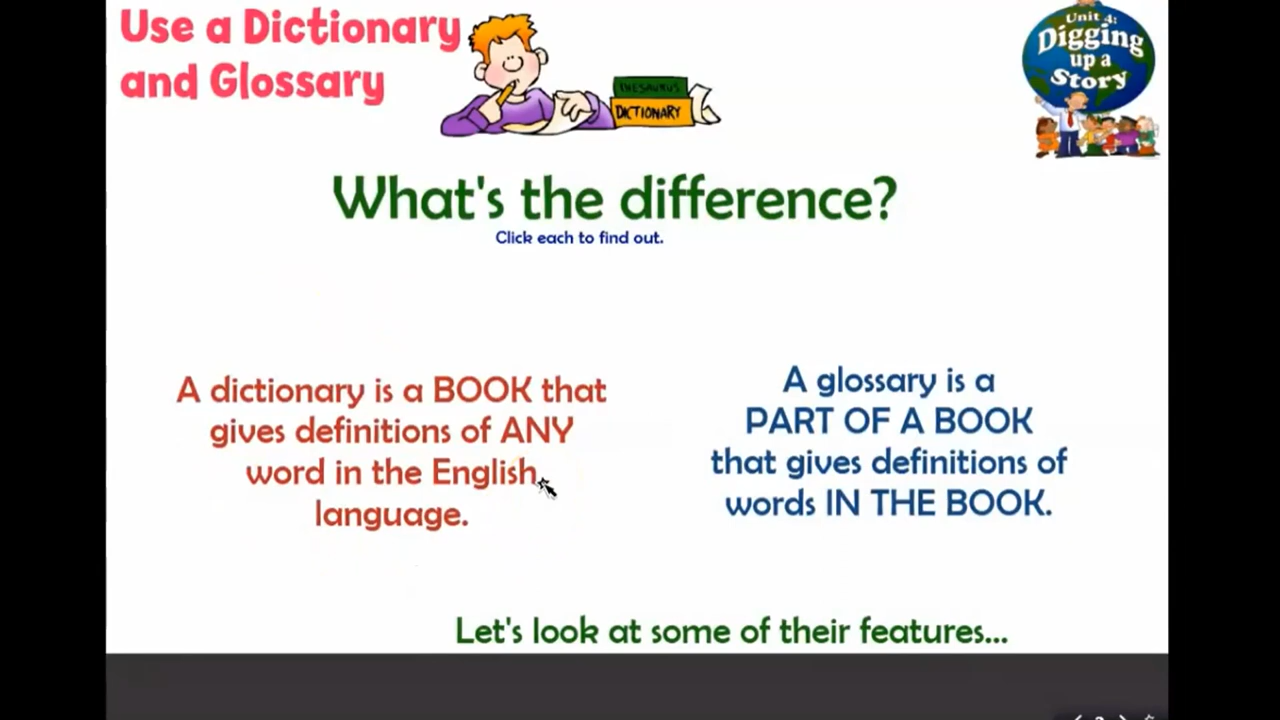 Use a Dictionary
and Glossary
THESAURUS
DICTIONARY
Unit 4:
Digging
up a
Story
What's the difference?
Click each to find out.
A dictionary is a BOOK that
gives definitions of ANY
word in the English
language.
A glossary is a
PART OF A BOOK
that gives definitions of
words IN THE BOOK.
Let's look at some of their features...